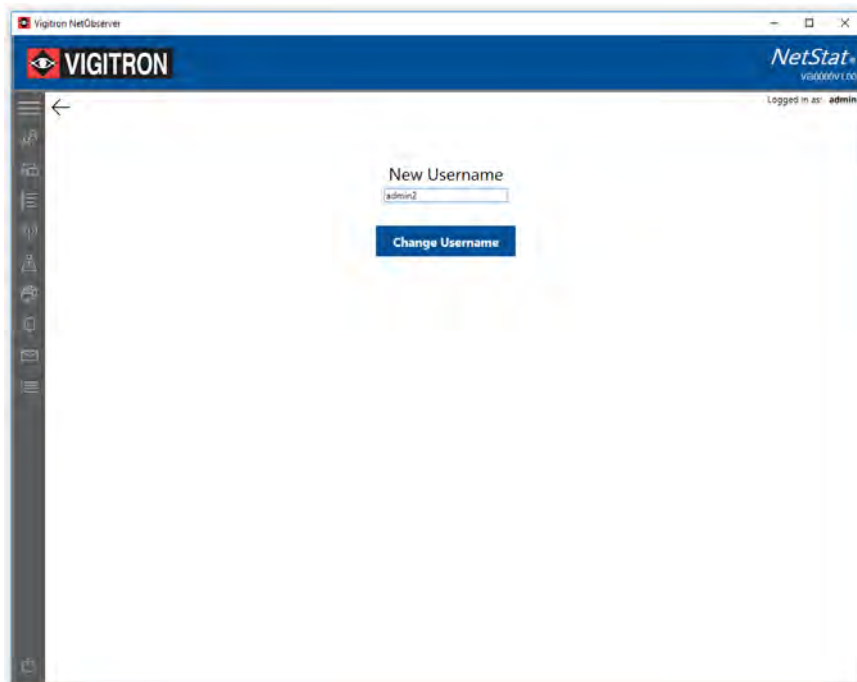 Vigitron NetObserver
VIGITRON
NetStat®
Logged in as: admin
New Username
admin2
Change Username